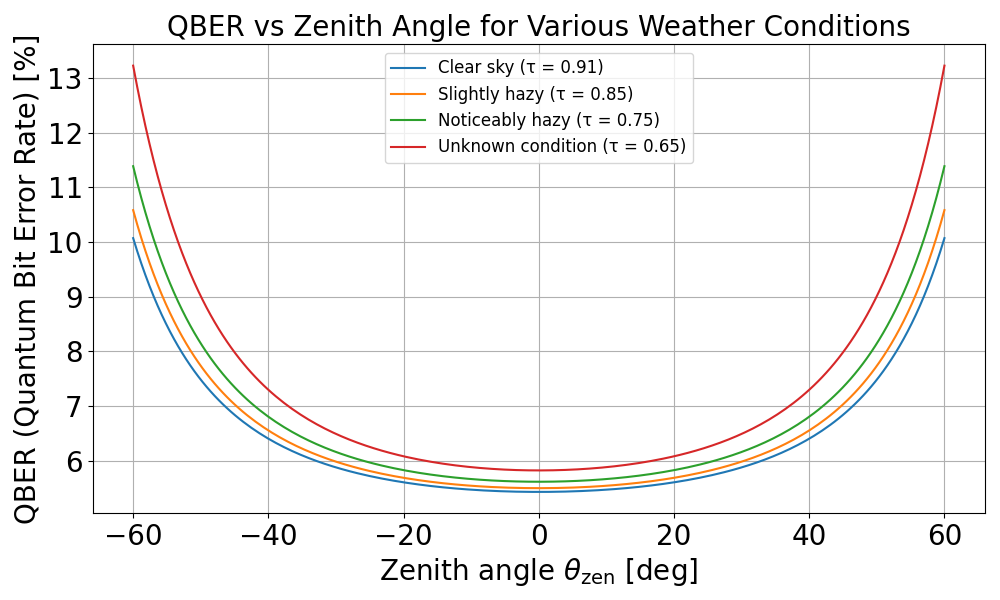 QBER vs Zenith Angle for Various Weather Conditions
QBER (Quantum Bit Error Rate) [%]
13
12
11
10
9
8
7
6
Clear sky (τ = 0.91)
Slightly hazy (τ = 0.85)
Noticeably hazy (τ = 0.75)
Unknown condition (τ = 0.65)
−60 −40 −20 0 20 40 60
Zenith angle θzen [deg]